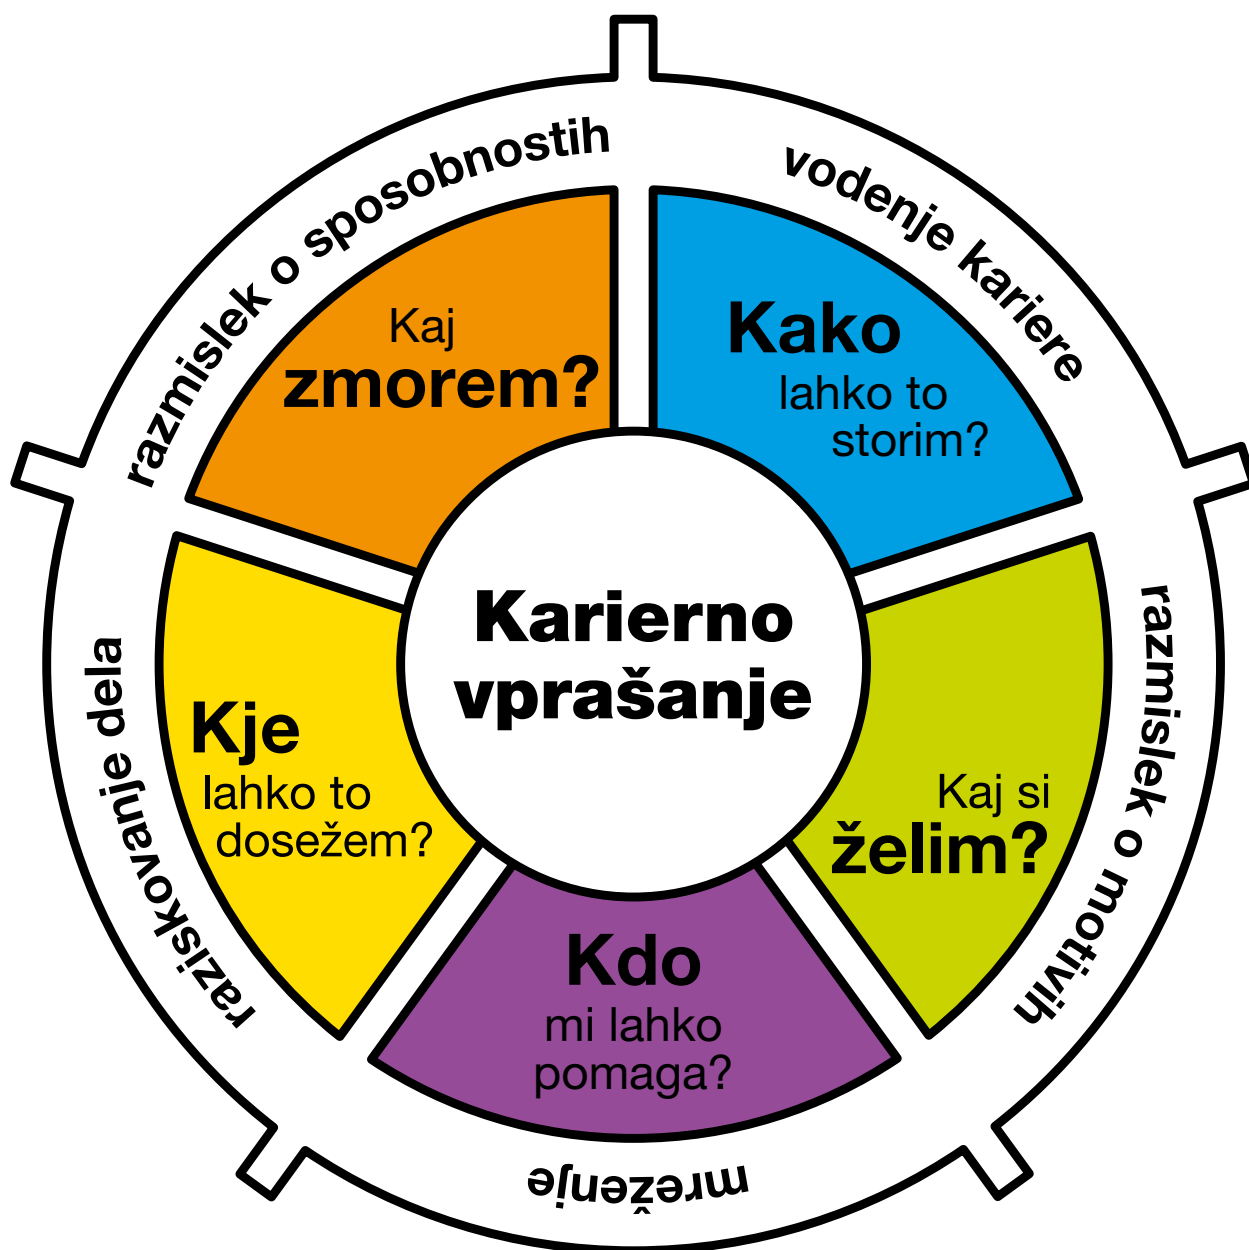 razmislek o sposobnostih
vodenje kariere
Kaj
zmorem?
Kako
lahko to
storim?
Karierno
vprašanje
razmislek o motivih
Kaj si
želim?
Kdo
mi lahko
pomaga?
mreženje
Kje
lahko to
dosežem?
raziskovanje dela